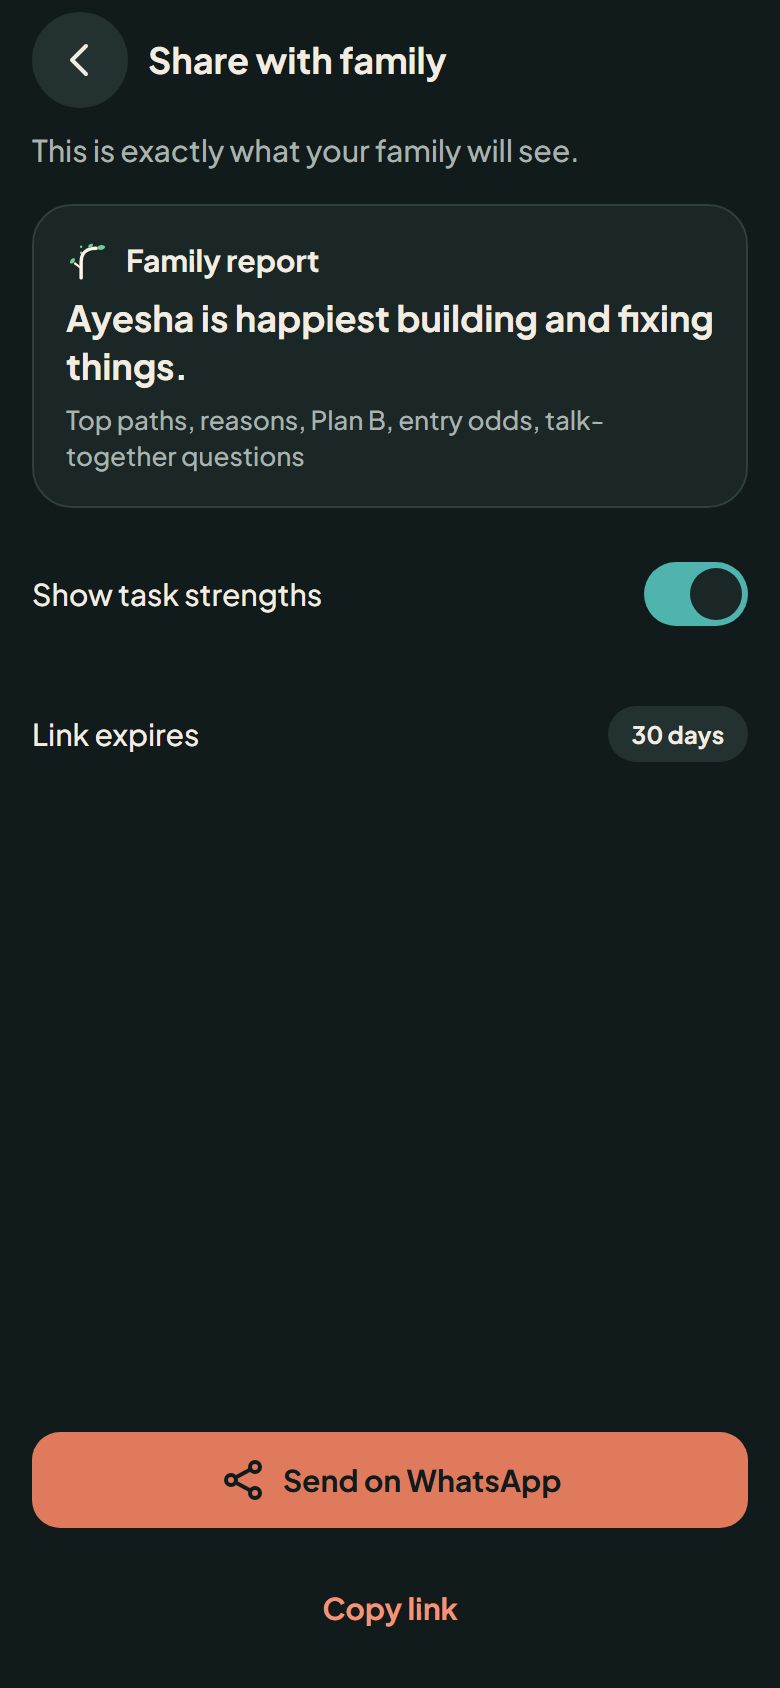 Share with family
This is exactly what your family will see.
Family report
Ayesha is happiest building and fixing
things.
Top paths, reasons, Plan B, entry odds, talk-
together questions
Show task strengths
Link expires
30 days
Send on WhatsApp
Copy link